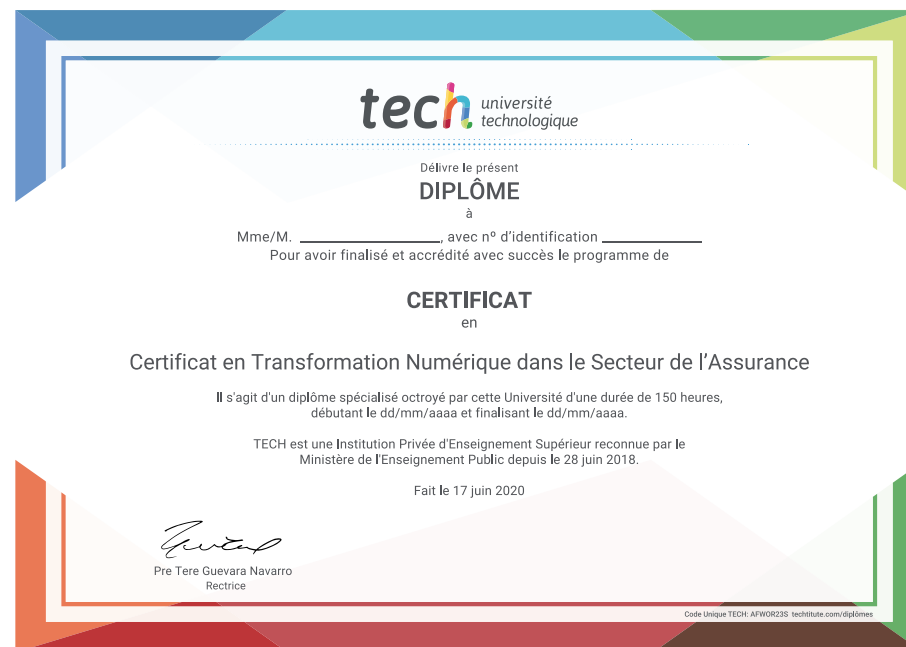 tech université
technologique
Délivre le présent
DIPLÔME
à
Mme/M. ____________________, avec nº d'identification ______________
Pour avoir finalisé et accrédité avec succès le programme de
CERTIFICAT
en
Certificat en Transformation Numérique dans le Secteur de l'Assurance
Il s'agit d'un diplôme spécialisé octroyé par cette Université d'une durée de 150 heures,
débutant le dd/mm/aaaa et finalisant le dd/mm/aaaa.
TECH est une Institution Privée d'Enseignement Supérieur reconnue par le
Ministère de l'Enseignement Public depuis le 28 juin 2018.
Fait le 17 juin 2020
Pre Tere Guevara Navarro
Rectrice
Code Unique TECH: AFWOR23S techtitute.com/diplômes